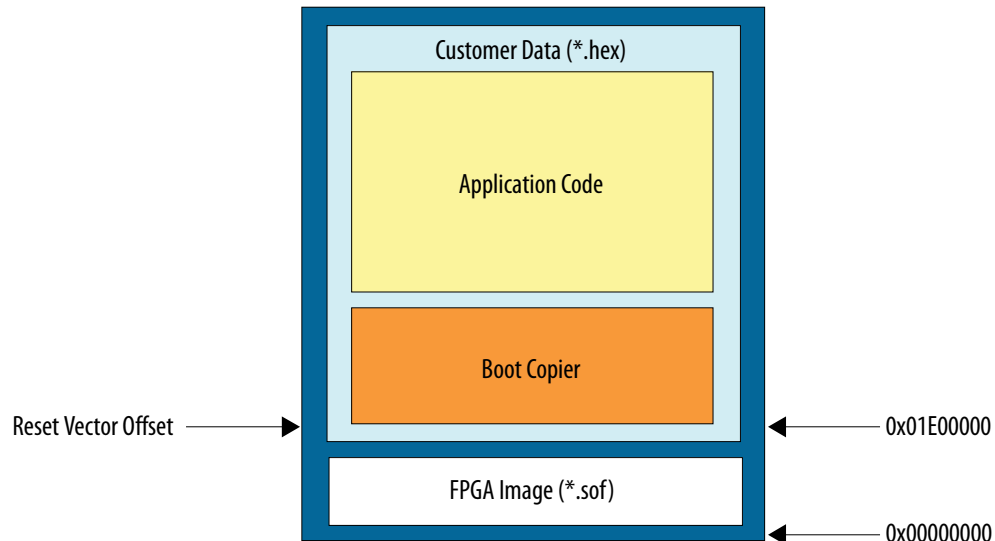 Customer Data (*.hex)
Application Code
Boot Copier
Reset Vector Offset
0x01E00000
FPGA Image (*.sof)
0x00000000